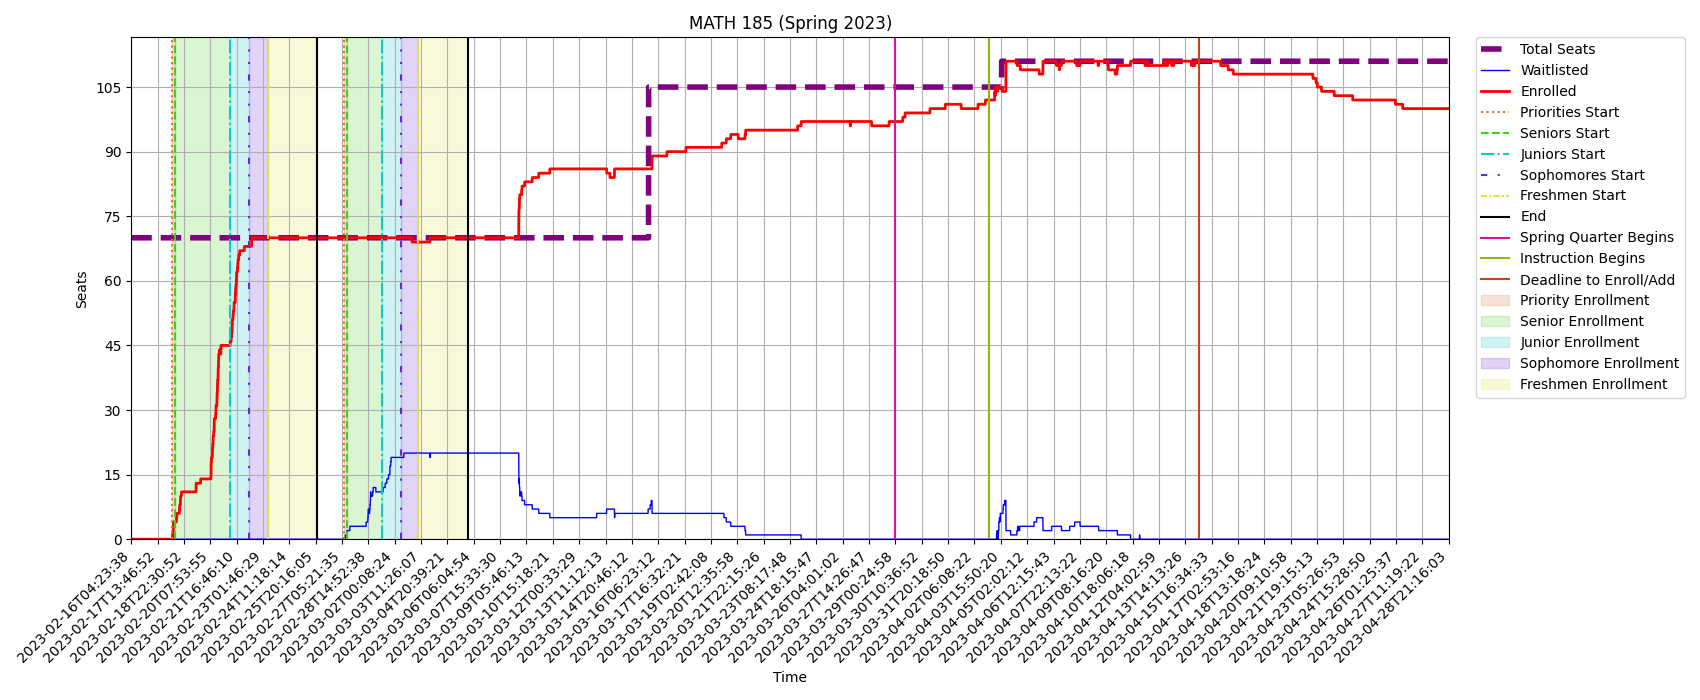 MATH 185 (Spring 2023)
Seats
105
90
75
60
45
30
15
0
2023-02-16T04:23:38
2023-02-17T13:46:52
2023-02-18T22:30:52
2023-02-20T07:53:55
2023-02-21T16:46:10
2023-02-23T01:46:29
2023-02-24T11:18:14
2023-02-25T20:16:05
2023-02-27T05:21:35
2023-02-28T14:52:38
2023-03-02T00:08:24
2023-03-03T11:26:07
2023-03-04T20:39:21
2023-03-06T06:04:54
2023-03-07T15:33:30
2023-03-09T05:46:13
2023-03-10T15:18:21
2023-03-12T00:33:29
2023-03-13T11:12:13
2023-03-14T20:46:12
2023-03-16T06:23:12
2023-03-17T16:32:21
2023-03-19T02:42:08
2023-03-20T12:35:58
2023-03-21T22:15:26
2023-03-23T08:17:48
2023-03-24T18:15:47
2023-03-26T04:01:02
2023-03-27T14:26:47
2023-03-29T00:24:58
2023-03-30T10:36:52
2023-03-31T20:18:50
2023-04-02T06:08:22
2023-04-03T15:50:20
2023-04-05T02:02:12
2023-04-06T12:15:43
2023-04-07T22:13:22
2023-04-09T08:16:20
2023-04-10T18:06:18
2023-04-12T04:02:59
2023-04-13T14:13:26
2023-04-15T16:34:33
2023-04-17T02:53:16
2023-04-18T13:18:24
2023-04-20T09:10:58
2023-04-21T19:15:13
2023-04-23T05:26:53
2023-04-24T15:28:50
2023-04-26T01:25:37
2023-04-27T11:19:22
2023-04-28T21:16:03
Time
Total Seats
Waitlisted
Enrolled
Priorities Start
Seniors Start
Juniors Start
Sophomores Start
Freshmen Start
End
Spring Quarter Begins
Instruction Begins
Deadline to Enroll/Add
Priority Enrollment
Senior Enrollment
Junior Enrollment
Sophomore Enrollment
Freshmen Enrollment